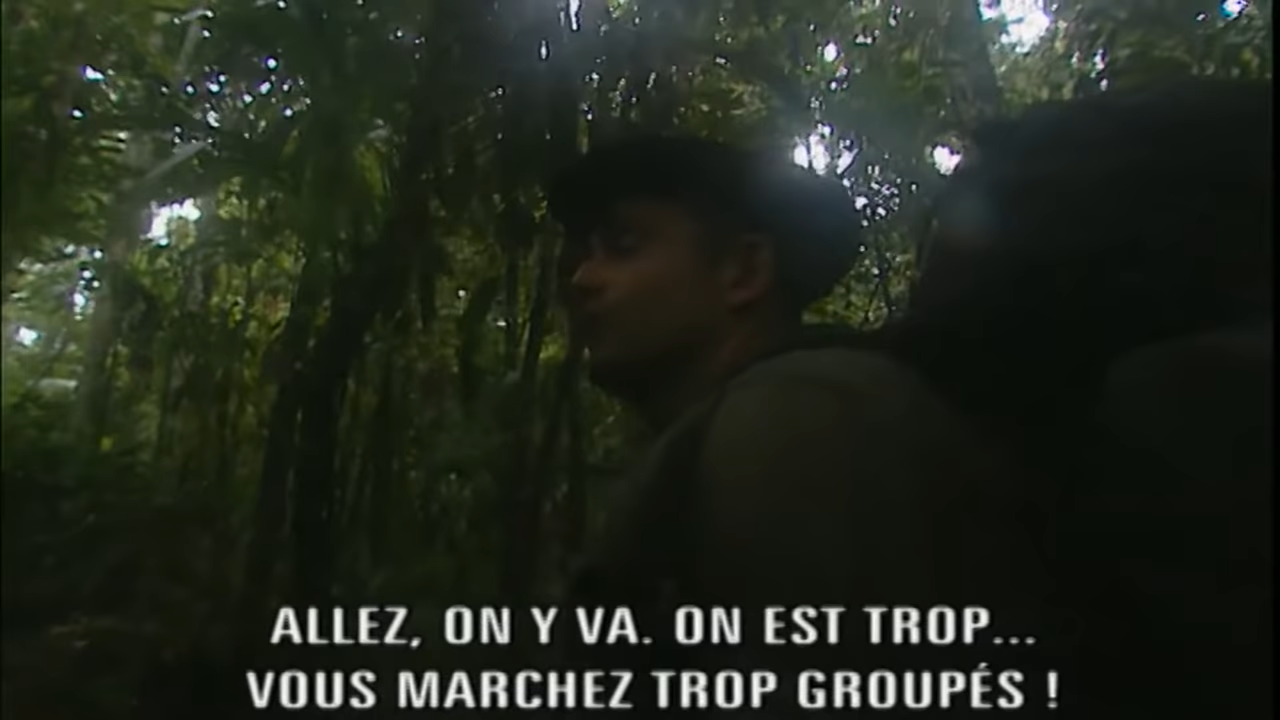 ALLEZ, ON Y VA. ON EST TROP...
VOUS MARCHEZ TROP GROUPÉS !